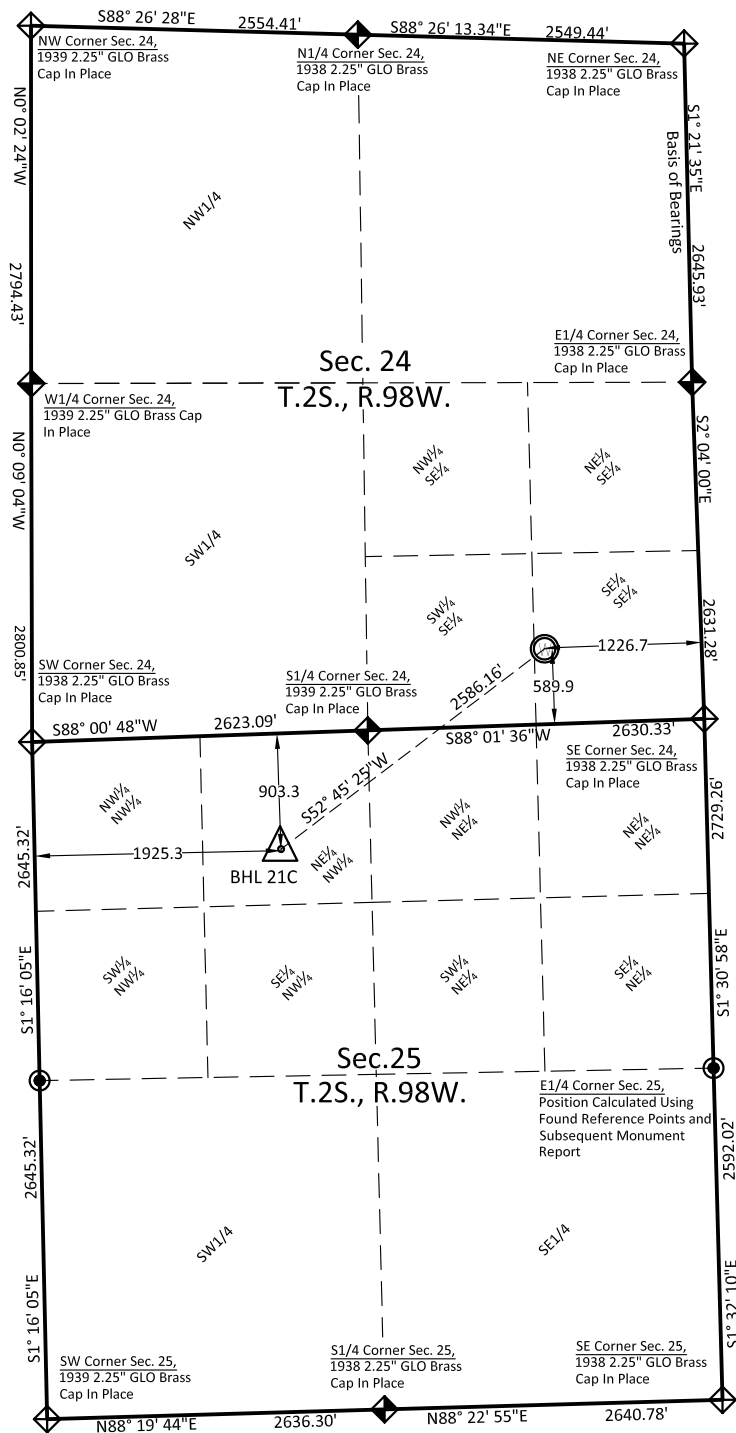 S88° 26' 28"E 2554.41'
S88° 26' 13.34"E 2549.44'
NW Corner Sec. 24,
1939 2.25" GLO Brass
Cap In Place
N1/4 Corner Sec. 24,
1938 2.25" GLO Brass
Cap In Place
NE Corner Sec. 24,
1938 2.25" GLO Brass
Cap In Place
N0° 02' 24"W
2794.43'
S1° 21' 35"E
Basis of Bearings
2645.93'
NW1/4
E1/4 Corner Sec. 24,
1938 2.25" GLO Brass
Cap In Place
Sec. 24
T.2S., R.98W.
W1/4 Corner Sec. 24,
1939 2.25" GLO Brass Cap
In Place
N0° 09' 04"W
2800.85'
S2° 04' 00"E
2631.28'
NW¼
SE¼
NE¼
SE¼
SW1/4
SW¼
SE¼
SE¼
SE¼
1226.7
589.9
2586.16'
S52° 45' 25"W
SW Corner Sec. 24,
1938 2.25" GLO Brass
Cap In Place
S1/4 Corner Sec. 24,
1939 2.25" GLO Brass
Cap In Place
S88° 00' 48"W 2623.09'
S88° 01' 36"W 2630.33'
SE Corner Sec. 24,
1938 2.25" GLO Brass
Cap In Place
903.3
1925.3
BHL 21C
NW¼
NW¼
NE¼
NW¼
NW¼
NE¼
NE¼
NE¼
2645.32'
S1° 16' 05"E
2729.26'
S1° 30' 58"E
SW¼
NW¼
SE¼
NW¼
SW¼
NE¼
SE¼
NE¼
Sec.25
T.2S., R.98W.
E1/4 Corner Sec. 25,
Position Calculated Using
Found Reference Points and
Subsequent Monument
Report
2645.32'
S1° 16' 05"E
2592.02'
S1° 32' 10"E
SW1/4
SE1/4
SW Corner Sec. 25,
1939 2.25" GLO Brass
Cap In Place
S1/4 Corner Sec. 25,
1938 2.25" GLO Brass
Cap In Place
SE Corner Sec. 25,
1938 2.25" GLO Brass
Cap In Place
N88° 19' 44"E 2636.30'
N88° 22' 55"E 2640.78'